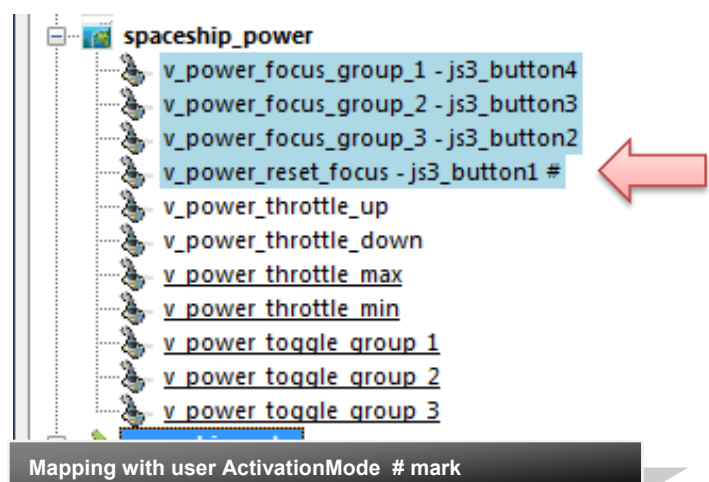 spaceship_power
v_power_focus_group_1 - js3_button4
v_power_focus_group_2 - js3_button3
v_power_focus_group_3 - js3_button2
v_power_reset_focus - js3_button1 #
v_power_throttle_up
v_power_throttle_down
v_power_throttle_max
v_power_throttle_min
v_power_toggle_group_1
v_power_toggle_group_2
v_power_toggle_group_3
Mapping with user ActivationMode # mark